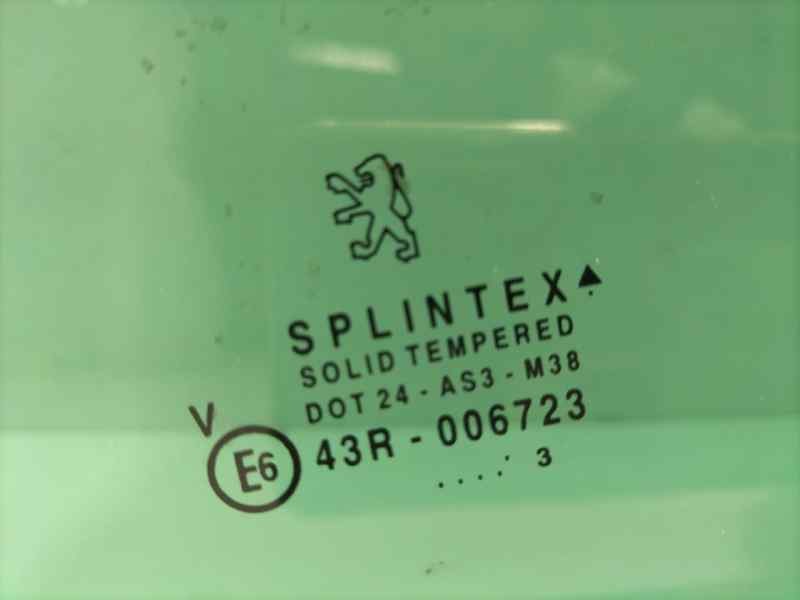 SPLINTEX
SOLID TEMPERED
DOT 24 - AS3 - M38
V
E6 43R - 006723
..... 3